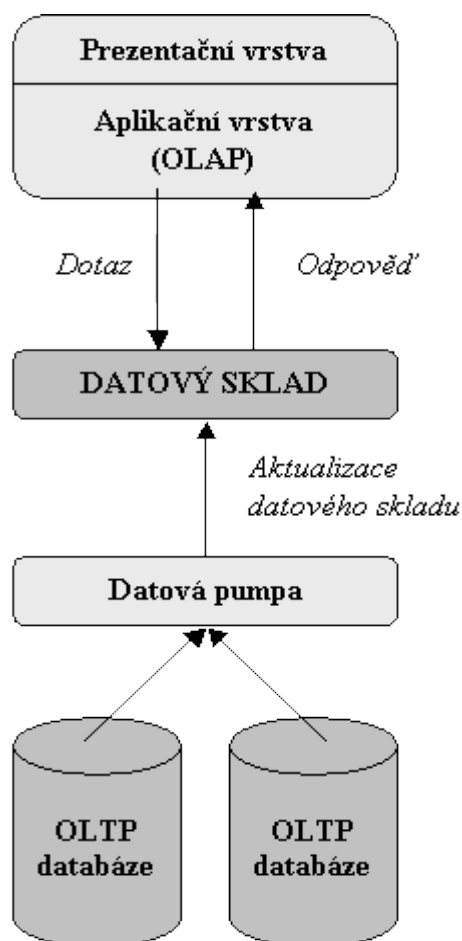 Prezentační vrstva
Aplikační vrstva
(OLAP)
Dotaz
Odpověď
DATOVÝ SKLAD
Aktualizace
datového skladu
Datová pumpa
OLTP
databáze
OLTP
databáze